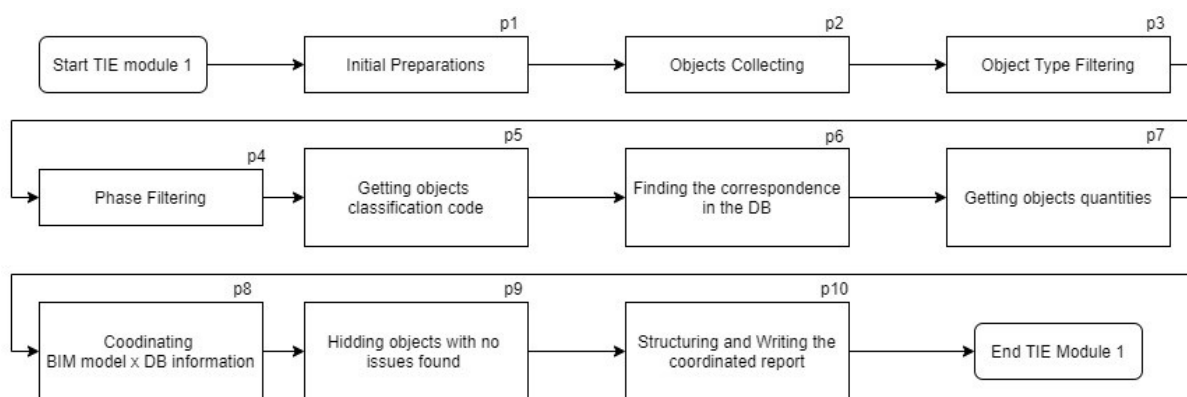 p1
p2
p3
Start TIE module 1
Initial Preparations
Objects Collecting
Object Type Filtering
p4
p5
p6
p7
Phase Filtering
Getting objects
classification code
Finding the correspondence
in the DB
Getting objects quantities
p8
p9
p10
Coodinating
BIM model x DB information
Hidding objects with no
issues found
Structuring and Writing the
coordinated report
End TIE Module 1